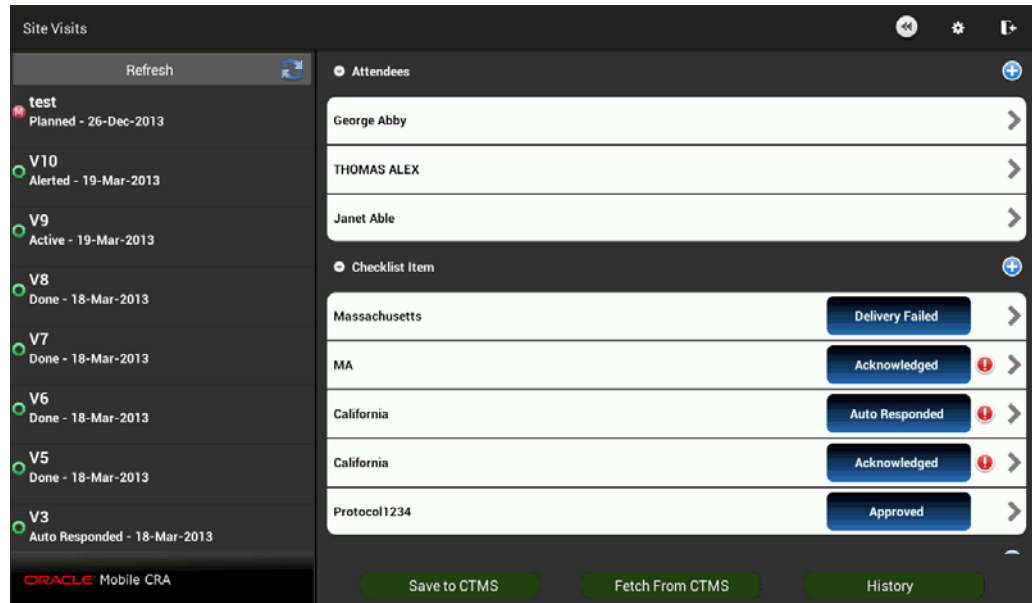 Site Visits
Refresh
test
Planned - 26-Dec-2013
V10
Alerted - 19-Mar-2013
V9
Active - 19-Mar-2013
V8
Done - 18-Mar-2013
V7
Done - 18-Mar-2013
V6
Done - 18-Mar-2013
V5
Done - 18-Mar-2013
V3
Auto Responded - 18-Mar-2013
ORACLE Mobile CRA
Attendees
George Abby
THOMAS ALEX
Janet Able
Checklist Item
Massachusetts Delivery Failed
MA Acknowledged
California Auto Responded
California Acknowledged
Protocol1234 Approved
Save to CTMS Fetch From CTMS History